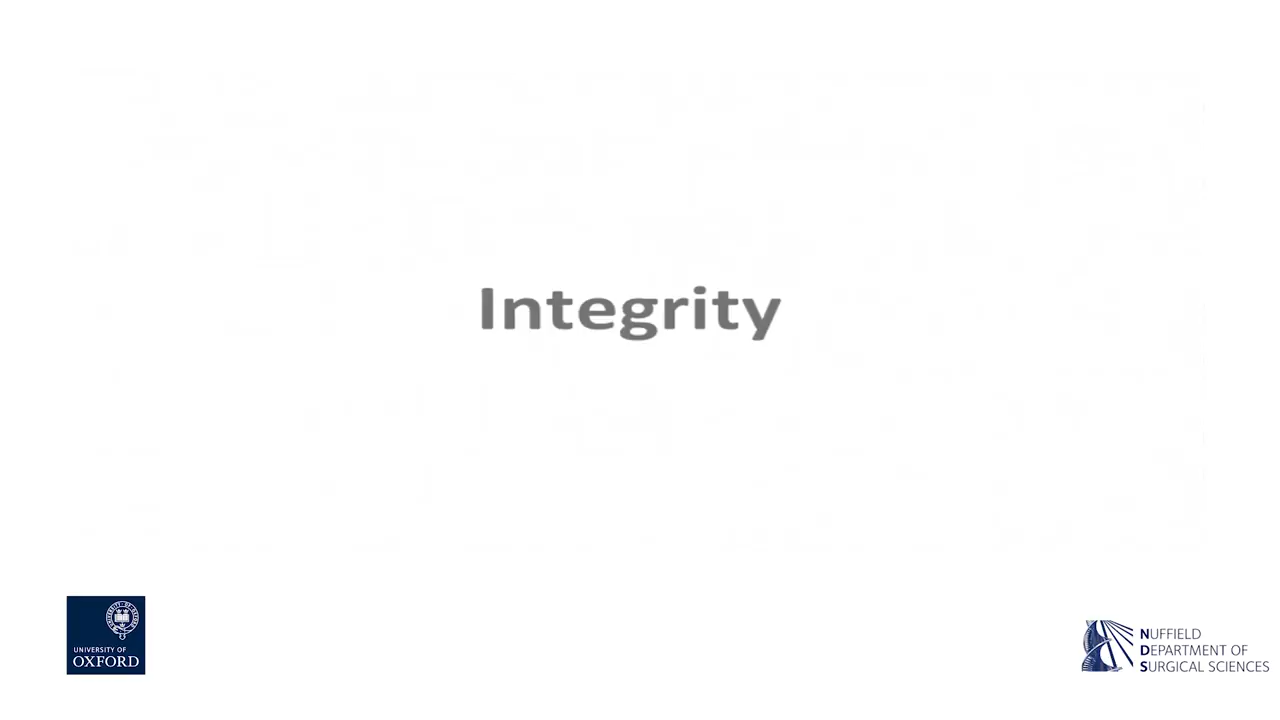 Integrity
UNIVERSITY OF
OXFORD
NUFFIELD
DEPARTMENT OF
SURGICAL SCIENCES